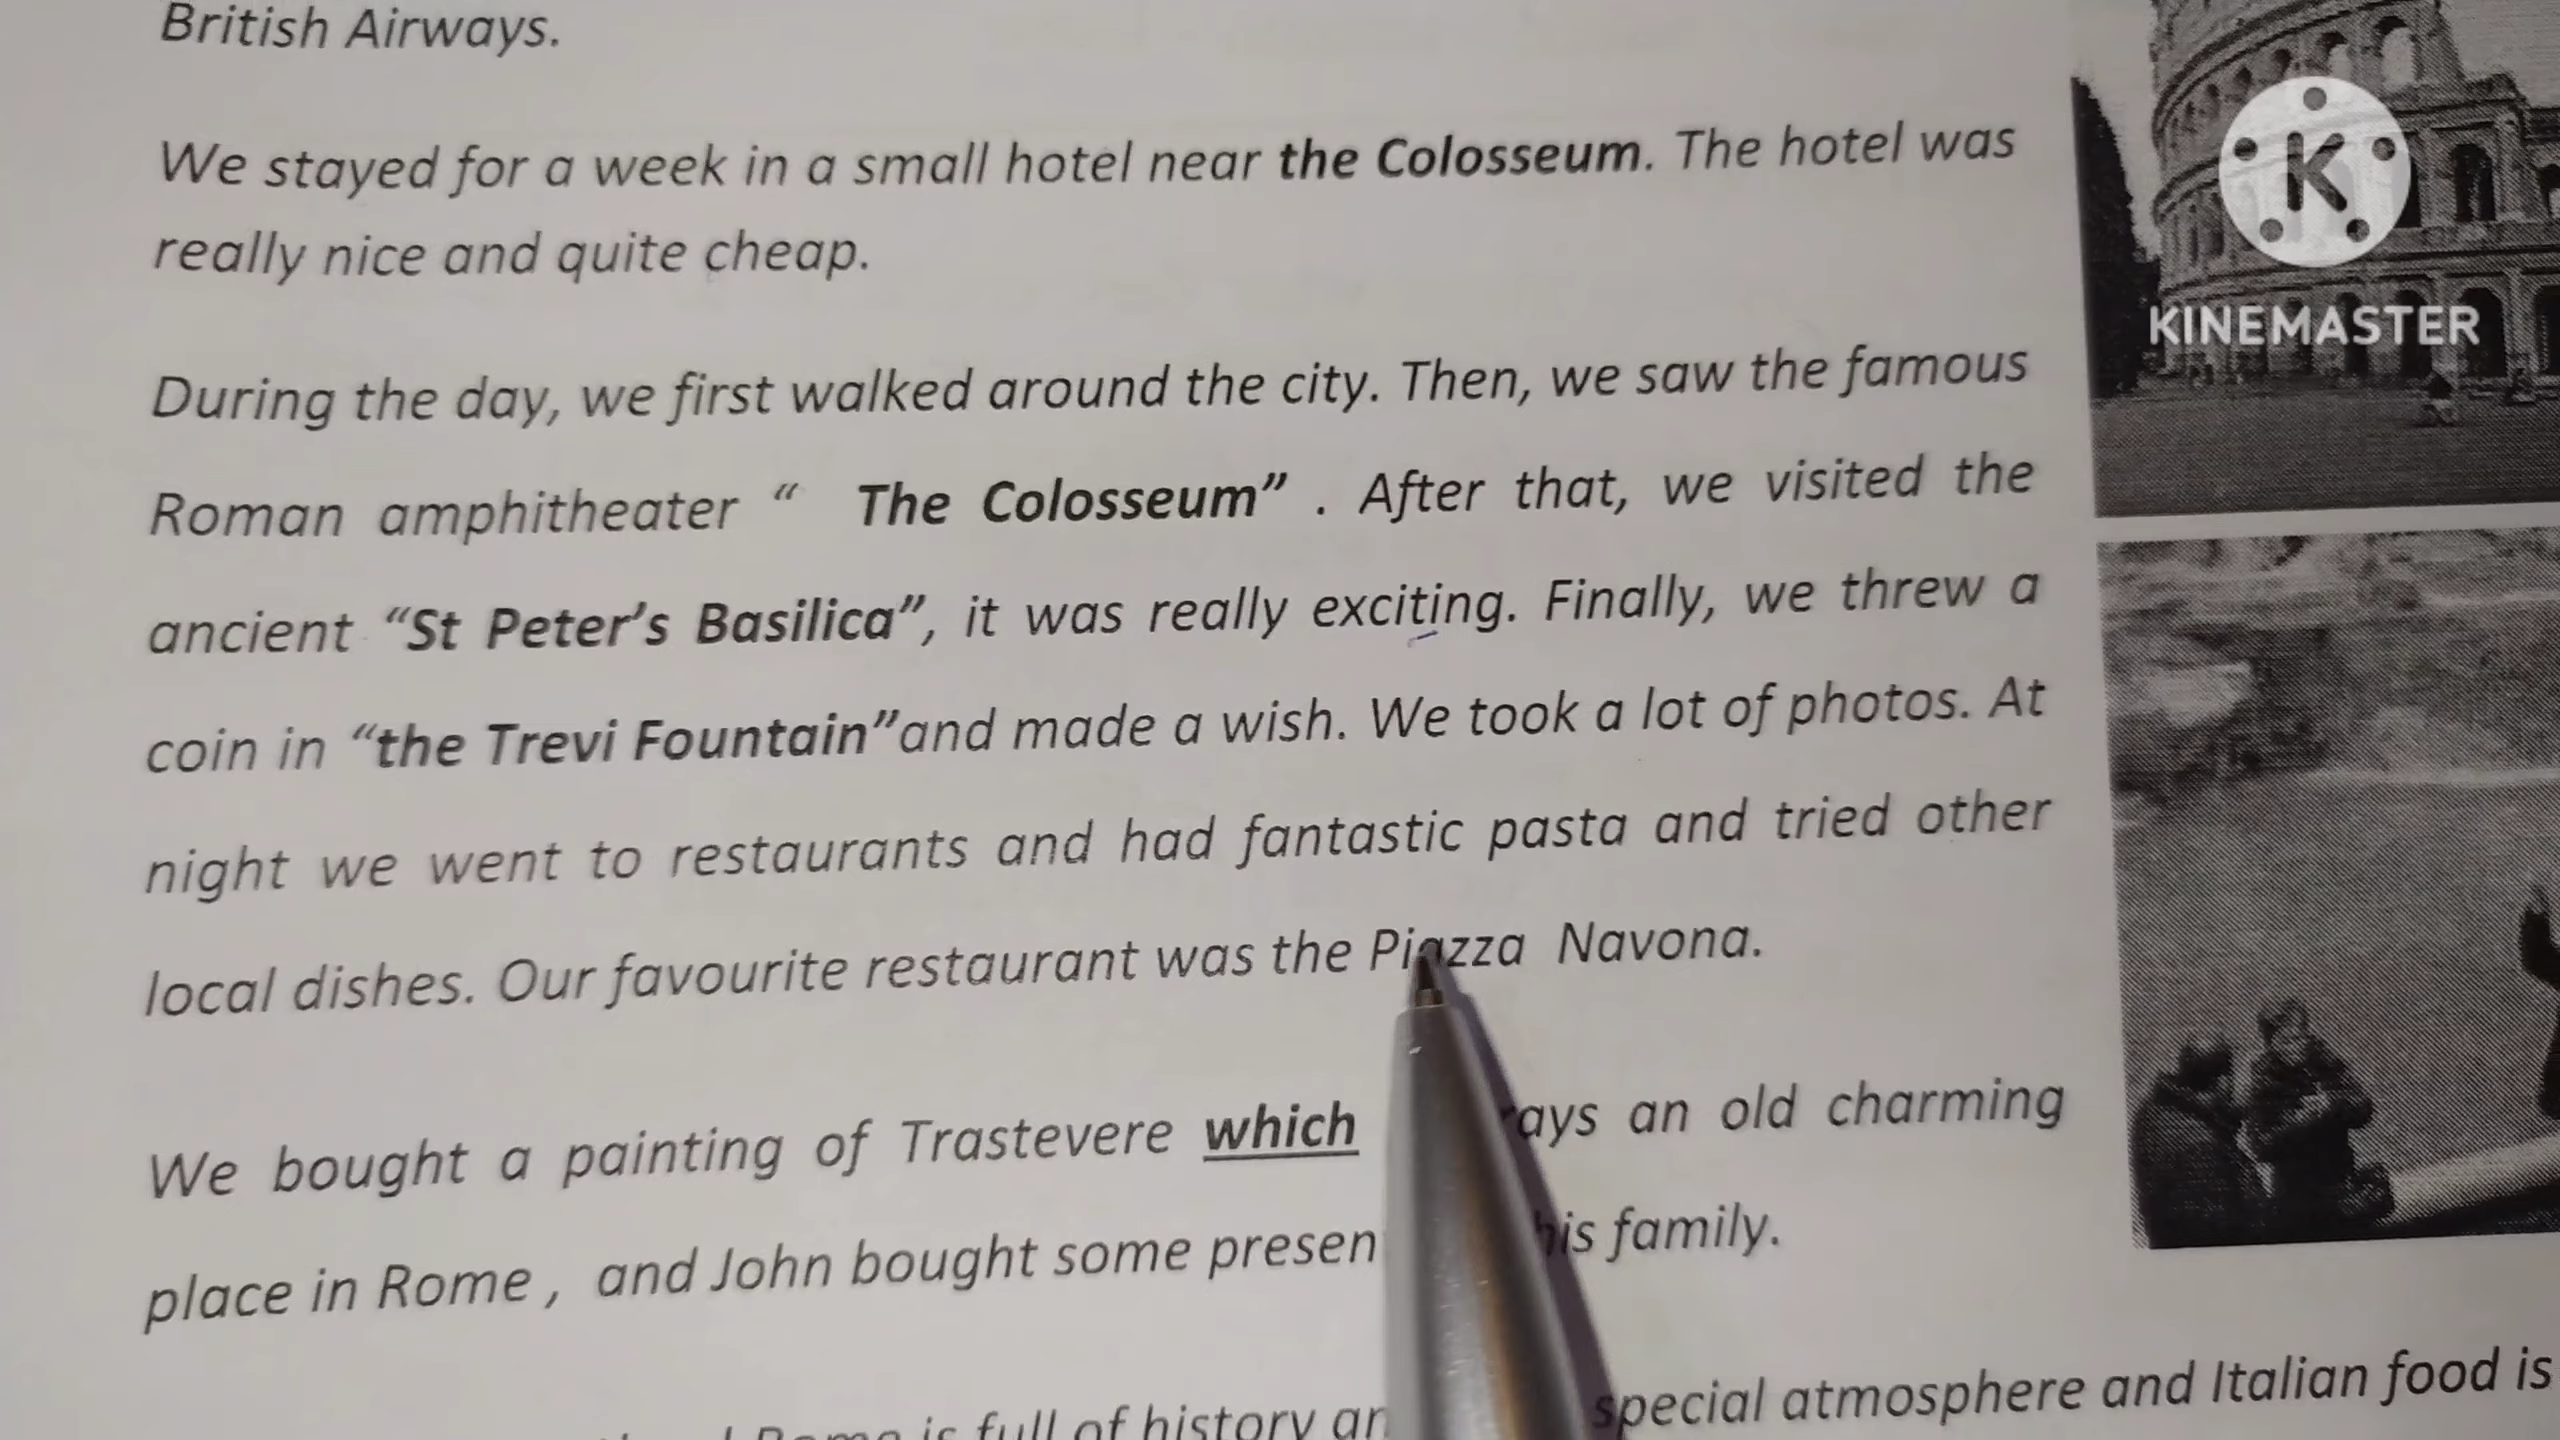 British Airways.
We stayed for a week in a small hotel near the Colosseum. The hotel was
really nice and quite cheap.
During the day, we first walked around the city. Then, we saw the famous
Roman amphitheater “ The Colosseum” . After that, we visited the
ancient “St Peter’s Basilica”, it was really exciting. Finally, we threw a
coin in “the Trevi Fountain”and made a wish. We took a lot of photos. At
night we went to restaurants and had fantastic pasta and tried other
local dishes. Our favourite restaurant was the Piazza Navona.
We bought a painting of Trastevere which an old charming
place in Rome , and John bought some his family.
is full of history special atmosphere and Italian food is
K
KINEMASTER